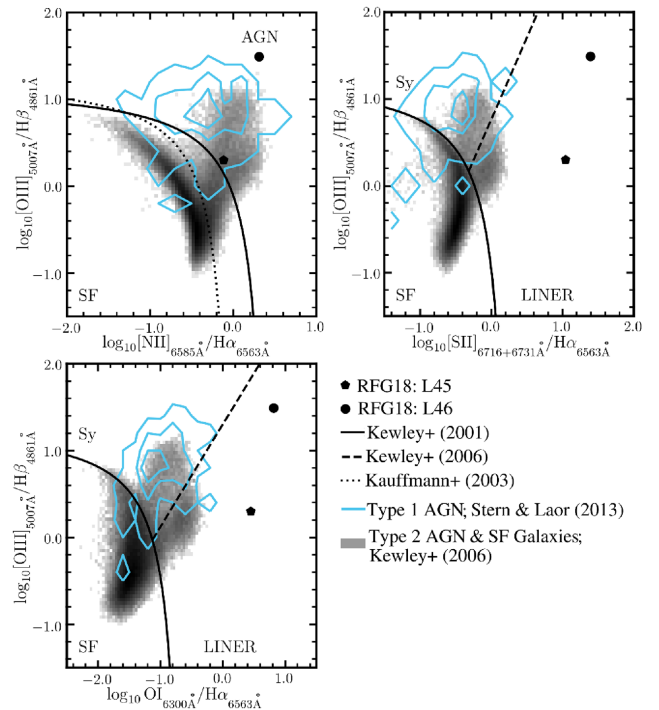 2.0
1.0
0.0
−1.0
log₁₀[OIII]₅₀₀₇Å/Hβ₄₈₆₁Å
AGN
SF
−2.0 −1.0 0.0 1.0
log₁₀[NII]₆₅₈₅Å/Hα₆₅₆₃Å
2.0
1.0
0.0
−1.0
log₁₀[OIII]₅₀₀₇Å/Hβ₄₈₆₁Å
Sy
SF LINER
−1.0 0.0 1.0 2.0
log₁₀[SII]₆₇₁₆₊₆₇₃₁Å/Hα₆₅₆₃Å
2.0
1.0
0.0
−1.0
log₁₀[OIII]₅₀₀₇Å/Hβ₄₈₆₁Å
Sy
SF LINER
−2.0 −1.0 0.0 1.0
log₁₀OI₆₃₀₀Å/Hα₆₅₆₃Å
RFG18: L45
RFG18: L46
Kewley+ (2001)
Kewley+ (2006)
Kauffmann+ (2003)
Type 1 AGN; Stern & Laor (2013)
Type 2 AGN & SF Galaxies;
Kewley+ (2006)